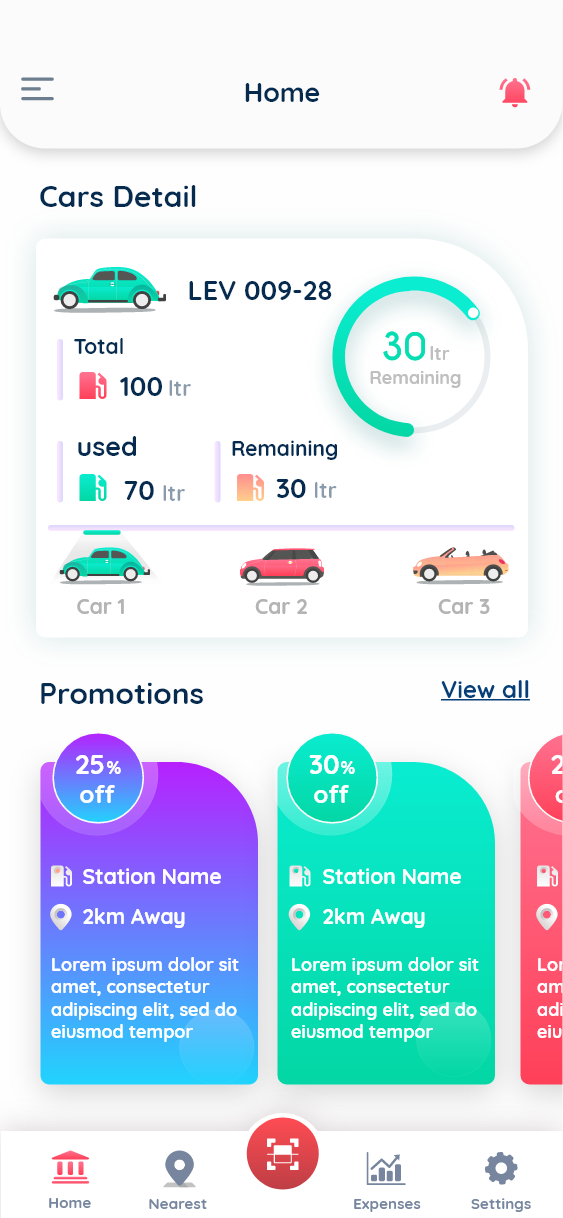 Home
Cars Detail
LEV 009-28
30 ltr
Remaining
Total
100 ltr
used
70 ltr
Remaining
30 ltr
Car 1
Car 2
Car 3
Promotions
View all
25%
off
Station Name
2km Away
Lorem ipsum dolor sit
amet, consectetur
adipiscing elit, sed do
eiusmod tempor
30%
off
Station Name
2km Away
Lorem ipsum dolor sit
amet, consectetur
adipiscing elit, sed do
eiusmod tempor
Home
Nearest
Expenses
Settings